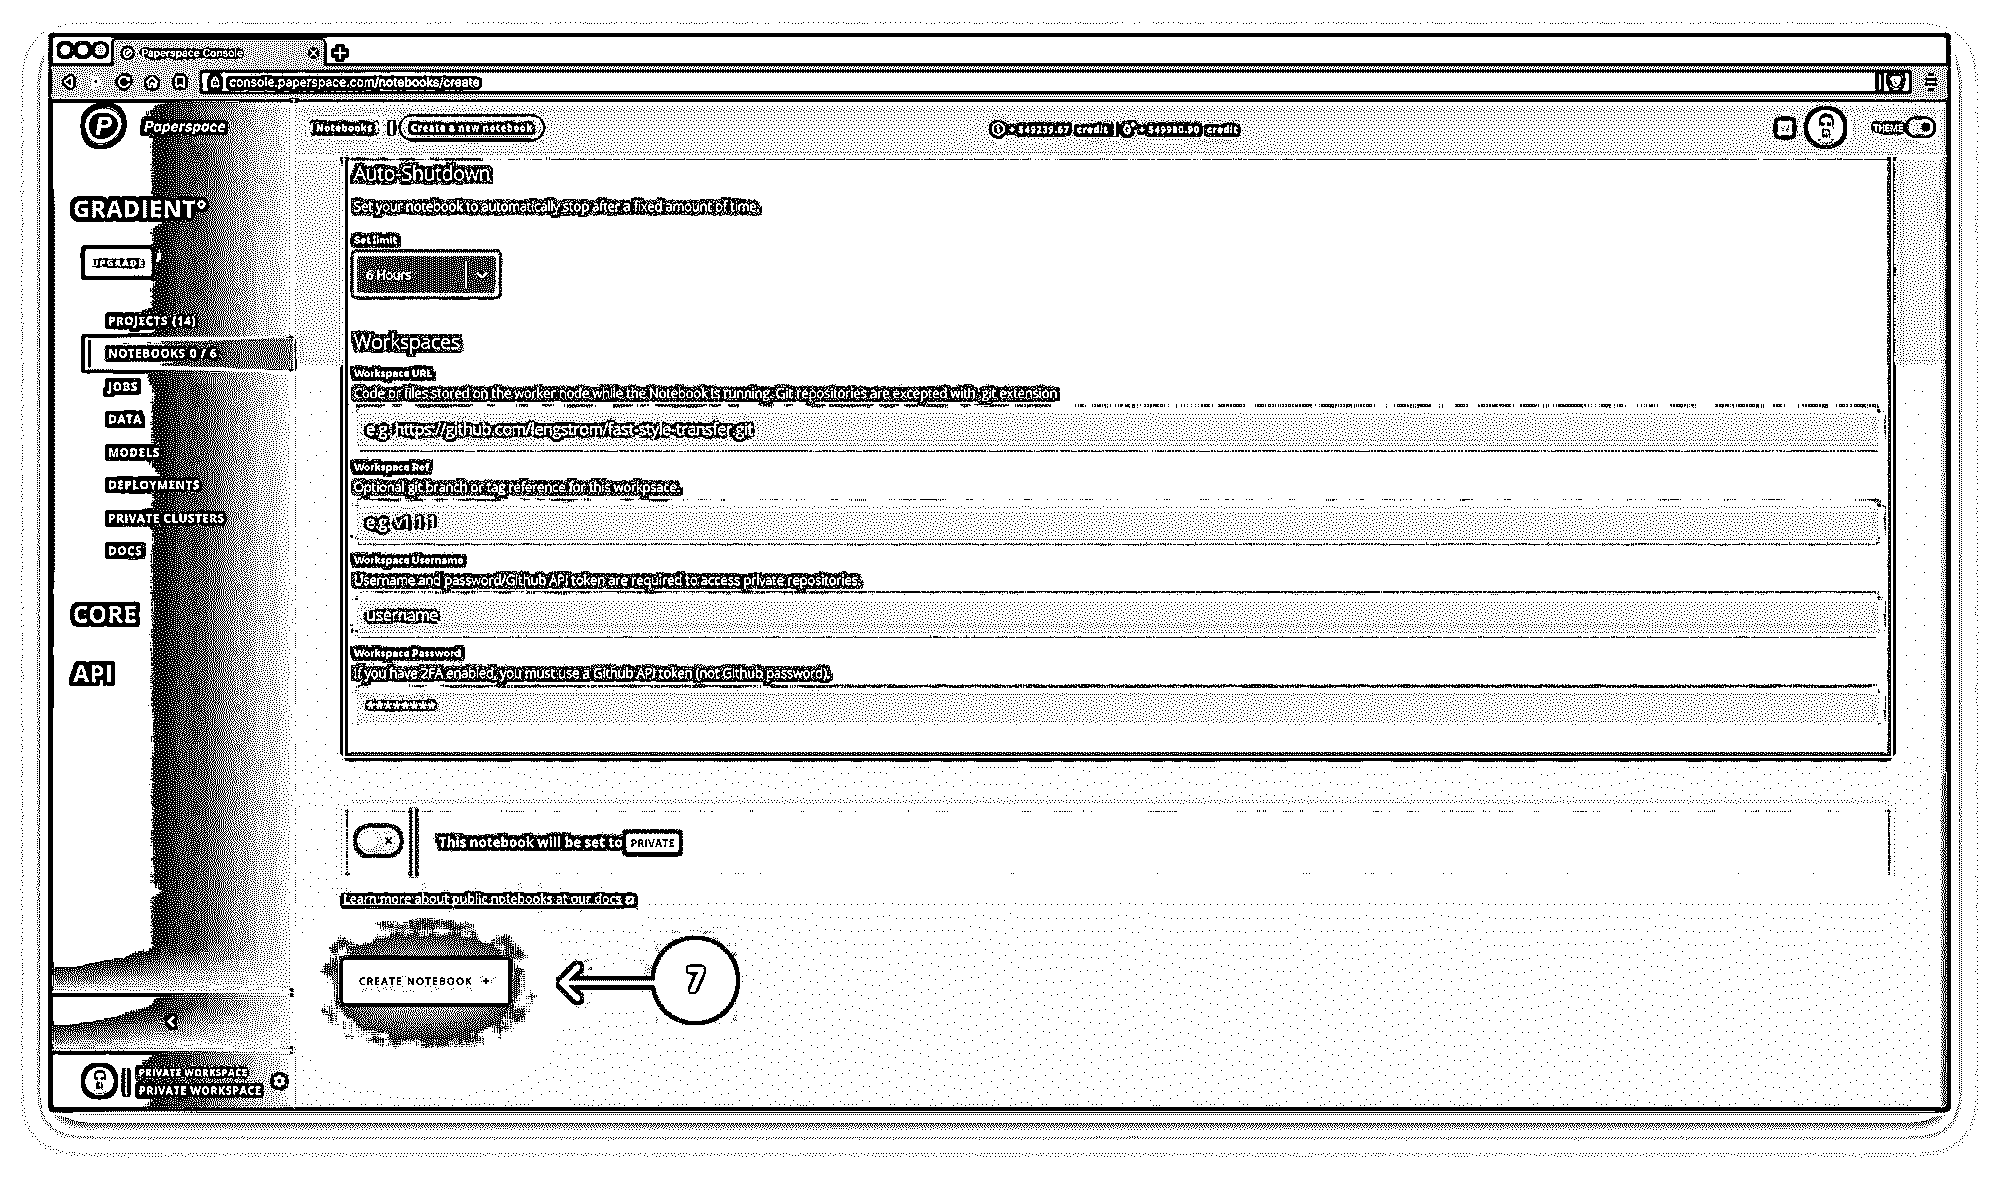 Paperspace Console
console.paperspace.com/notebooks/create
Paperspace
Notebooks
Create a new notebook
$49239.67 credit
$49980.90 credit
THEME
GRADIENT°
UPGRADE
PROJECTS (14)
NOTEBOOKS 0 / 6
JOBS
DATA
MODELS
DEPLOYMENTS
PRIVATE CLUSTERS
DOCS
CORE
API
Auto-Shutdown
Set your notebook to automatically stop after a fixed amount of time.
Set limit
6 Hours
Workspaces
Workspace URL
Code or files stored on the worker node while the Notebook is running. Git repositories are excepted with .git extension
e.g. https://github.com/lengstrom/fast-style-transfer.git
Workspace Ref
Optional git branch or tag reference for this workpsace.
e.g v1.1.1
Workspace Username
Username and password/Github API token are required to access private repositories.
username
Workspace Password
If you have 2FA enabled, you must use a Github API token (not Github password).
********
This notebook will be set to PRIVATE
Learn more about public notebooks at our docs
CREATE NOTEBOOK +
7
PRIVATE WORKSPACE
PRIVATE WORKSPACE